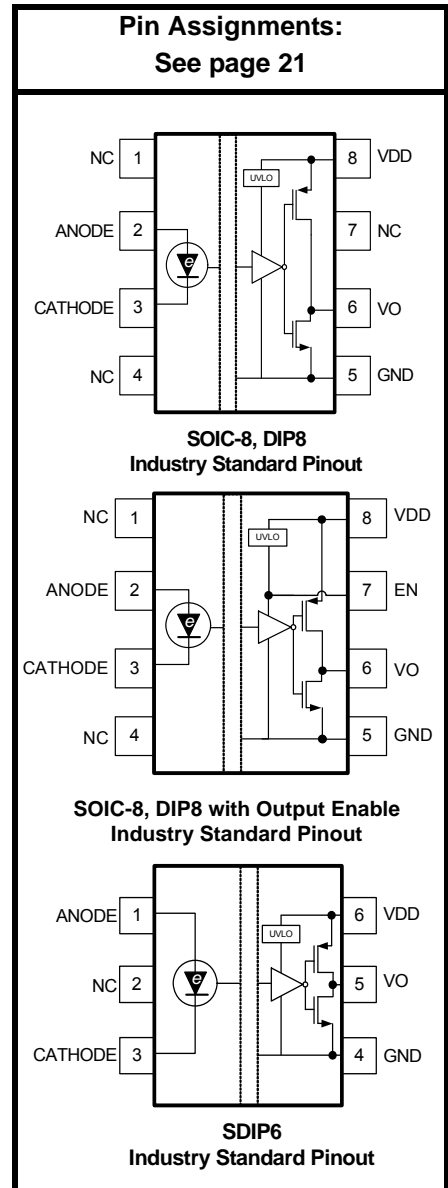 Pin Assignments:
See page 21
NC 1
8 VDD
UVLO
ANODE 2
7 NC
e
CATHODE 3
6 VO
NC 4
5 GND
SOIC-8, DIP8
Industry Standard Pinout
NC 1
8 VDD
UVLO
ANODE 2
7 EN
e
CATHODE 3
6 VO
NC 4
5 GND
SOIC-8, DIP8 with Output Enable
Industry Standard Pinout
ANODE 1
6 VDD
UVLO
NC 2
e
5 VO
CATHODE 3
4 GND
SDIP6
Industry Standard Pinout